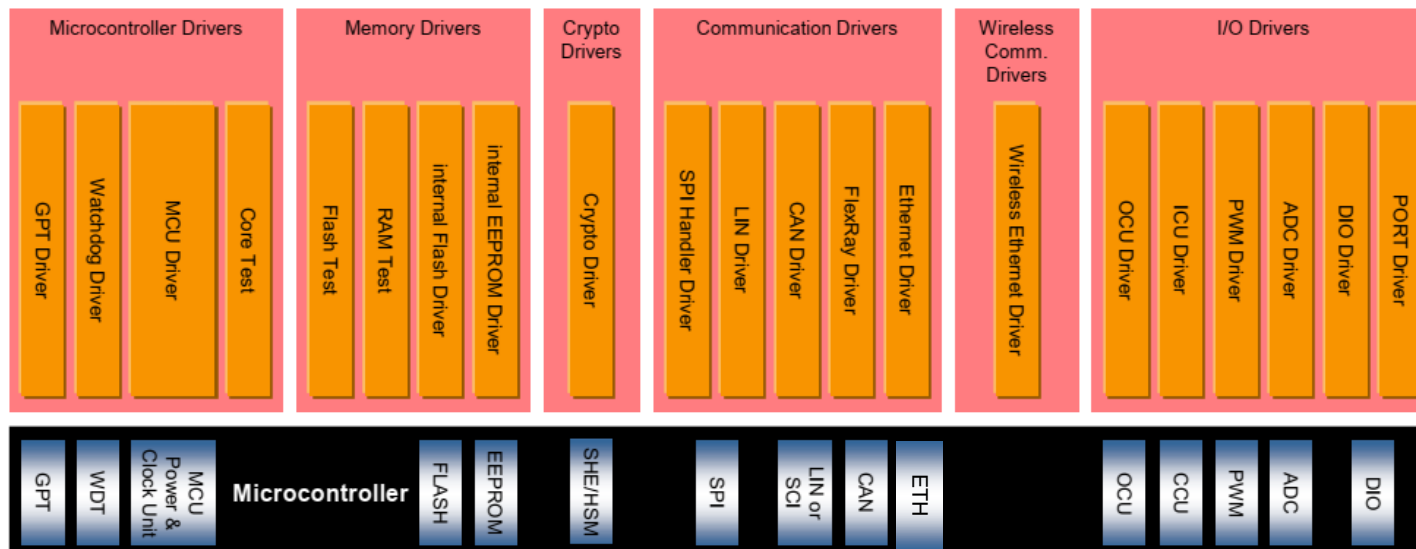 Microcontroller Drivers
Memory Drivers
Crypto
Drivers
Communication Drivers
Wireless
Comm.
Drivers
I/O Drivers
GPT Driver
Watchdog Driver
MCU Driver
Core Test
Flash Test
RAM Test
internal Flash Driver
internal EEPROM Driver
Crypto Driver
SPI Handler Driver
LIN Driver
CAN Driver
FlexRay Driver
Ethernet Driver
Wireless Ethernet Driver
OCU Driver
ICU Driver
PWM Driver
ADC Driver
DIO Driver
PORT Driver
GPT
WDT
MCU
Power &
Clock Unit
Microcontroller
FLASH
EEPROM
SHE/HSM
SPI
LIN or
SCI
CAN
ETH
OCU
CCU
PWM
ADC
DIO